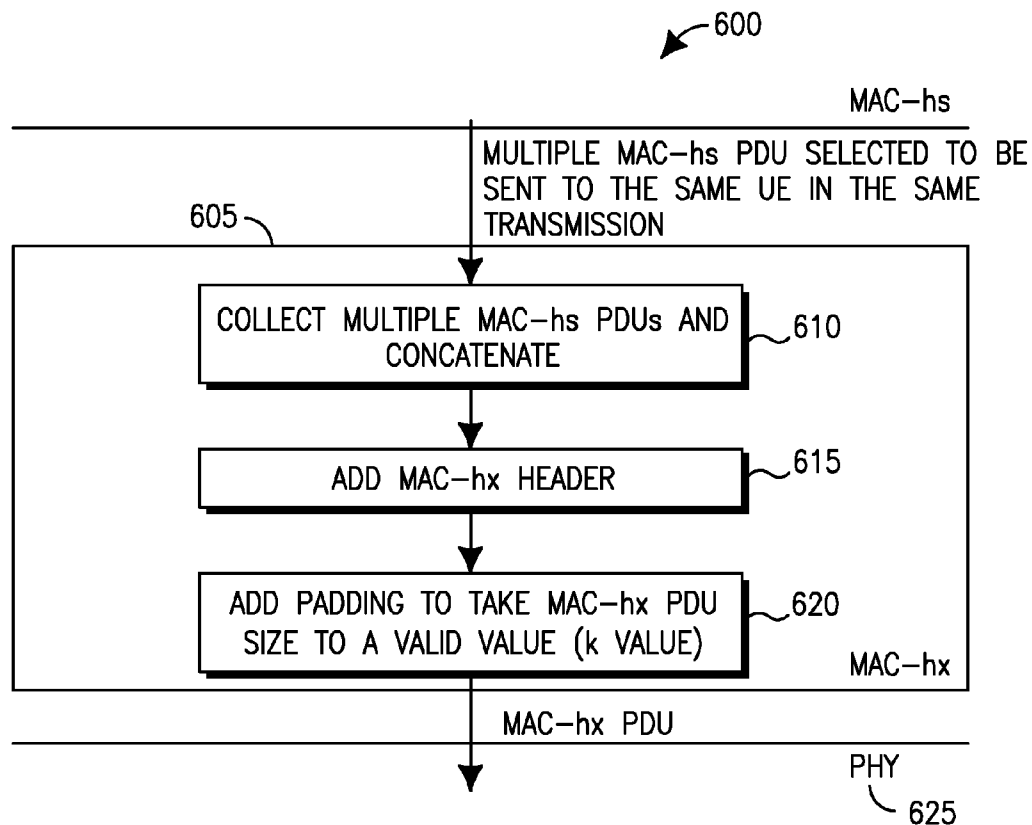 600
MAC-hs
MULTIPLE MAC-hs PDU SELECTED TO BE
SENT TO THE SAME UE IN THE SAME
TRANSMISSION
605
COLLECT MULTIPLE MAC-hs PDUs AND
CONCATENATE
610
ADD MAC-hx HEADER
615
ADD PADDING TO TAKE MAC-hx PDU
SIZE TO A VALID VALUE (k VALUE)
620
MAC-hx
MAC-hx PDU
PHY
625